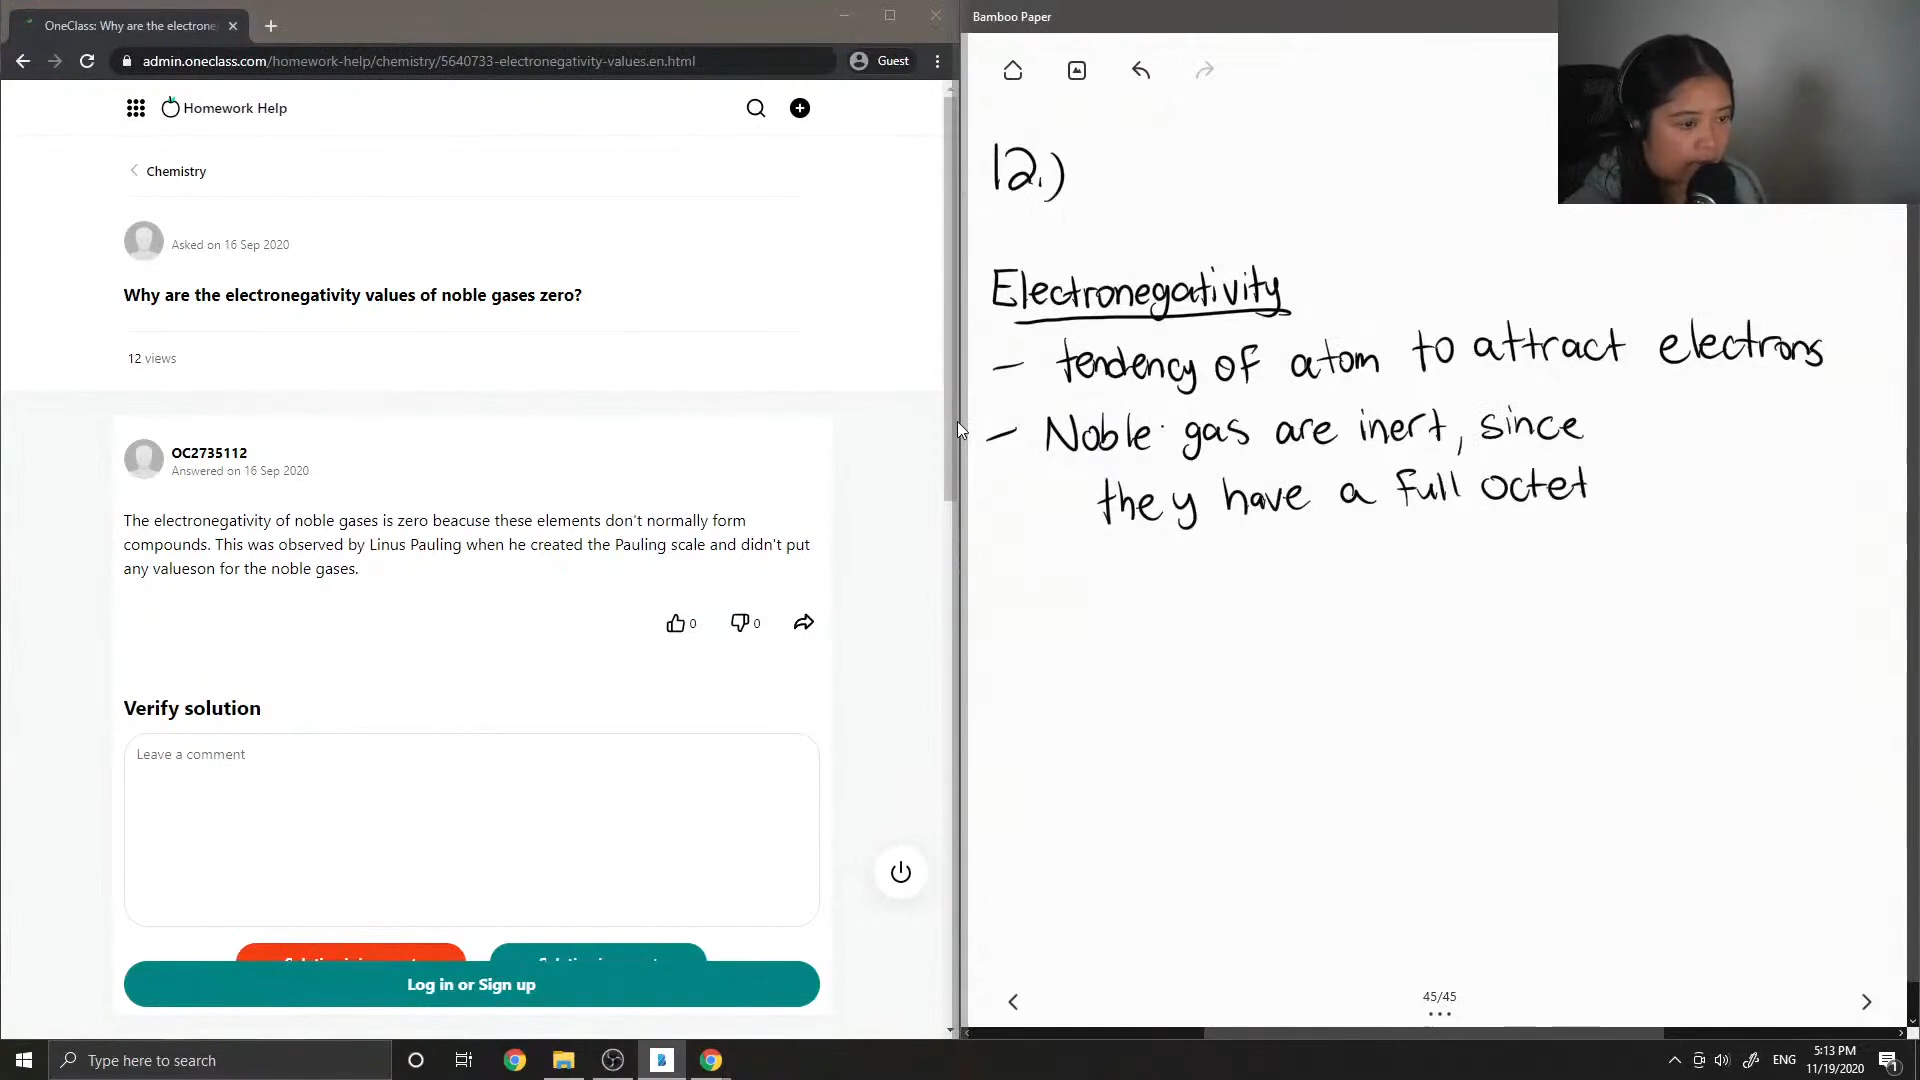 OneClass: Why are the electrone
admin.oneclass.com/homework-help/chemistry/5640733-electronegativity-values.en.html
Guest
Homework Help
Chemistry
Asked on 16 Sep 2020
Why are the electronegativity values of noble gases zero?
12 views
OC2735112
Answered on 16 Sep 2020
The electronegativity of noble gases is zero beacuse these elements don't normally form
compounds. This was observed by Linus Pauling when he created the Pauling scale and didn't put
any valueson for the noble gases.
0 0
Verify solution
Leave a comment
Log in or Sign up
Bamboo Paper
12.)
Electronegativity
- tendency of atom to attract electrons
- Noble gas are inert, since
they have a full octet
45/45
Type here to search
B
ENG
5:13 PM
11/19/2020
1